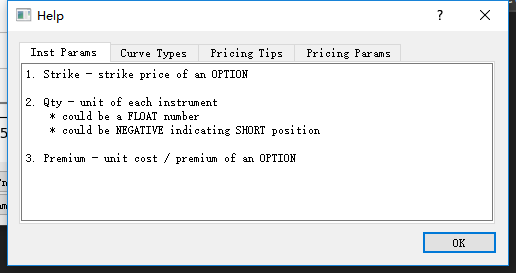 Help
?
Inst Params
Curve Types
Pricing Tips
Pricing Params
1. Strike - strike price of an OPTION
2. Qty - unit of each instrument
* could be a FLOAT number
* could be NEGATIVE indicating SHORT position
3. Premium - unit cost / premium of an OPTION
OK